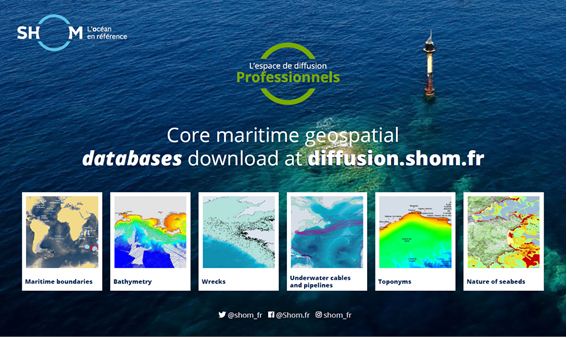 SHOM
L'océan
en référence
L'espace de diffusion
Professionnels
Core maritime geospatial
databases download at diffusion.shom.fr
Maritime boundaries
Bathymetry
Wrecks
Underwater cables
and pipelines
Toponyms
Nature of seabeds
@shom_fr @Shom.fr shom_fr